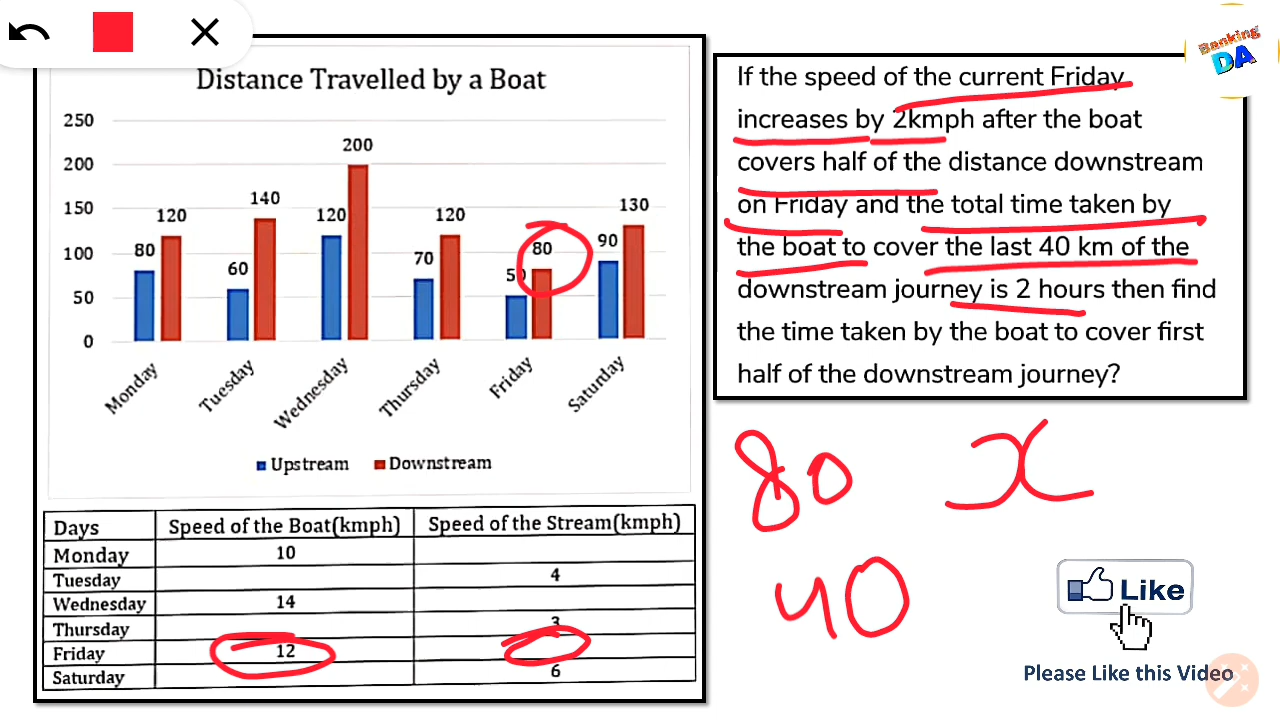 Distance Travelled by a Boat
250
200
150
100
50
0
80
120
60
140
120
200
70
120
50
80
90
130
Monday
Tuesday
Wednesday
Thursday
Friday
Saturday
Upstream
Downstream
Days Speed of the Boat(kmph) Speed of the Stream(kmph)
Monday 10
Tuesday 4
Wednesday 14
Thursday 3
Friday 12
Saturday 6
Banking
DA
If the speed of the current Friday
increases by 2kmph after the boat
covers half of the distance downstream
on Friday and the total time taken by
the boat to cover the last 40 km of the
downstream journey is 2 hours then find
the time taken by the boat to cover first
half of the downstream journey?
80 x
40
Like
Please Like this Video